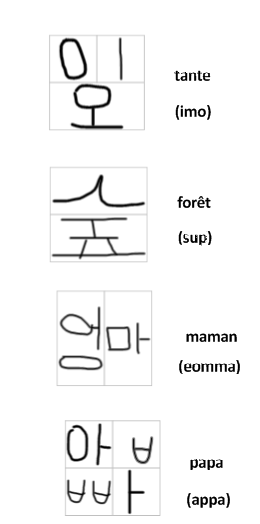 이
모
tante
(imo)
숲
forêt
(sup)
엄마
maman
(eomma)
아 ㅂ
ㅃㅏ
papa
(appa)